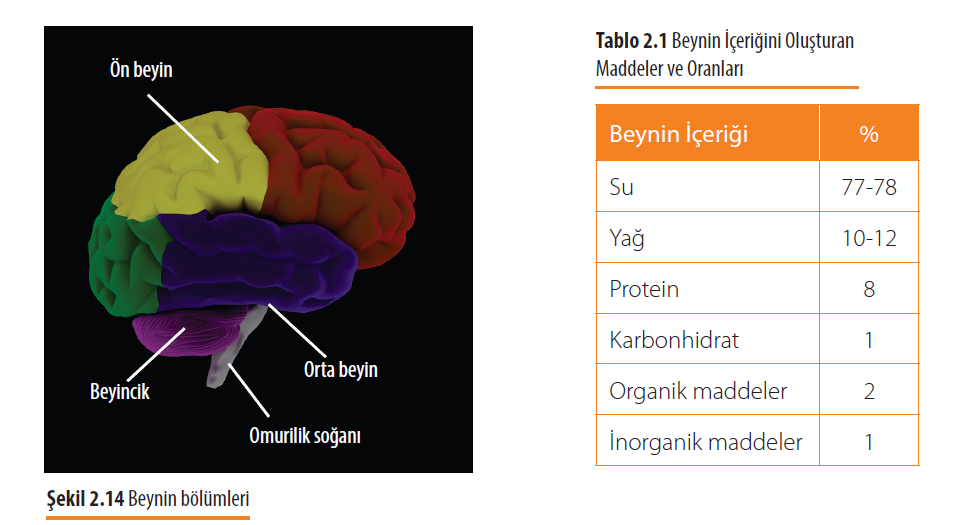 Ön beyin
Beyincik
Orta beyin
Omurilik soğanı
Şekil 2.14 Beynin bölümleri
Tablo 2.1 Beynin İçeriğini Oluşturan
Maddeler ve Oranları
Beynin İçeriği %
Su 77-78
Yağ 10-12
Protein 8
Karbonhidrat 1
Organik maddeler 2
İnorganik maddeler 1